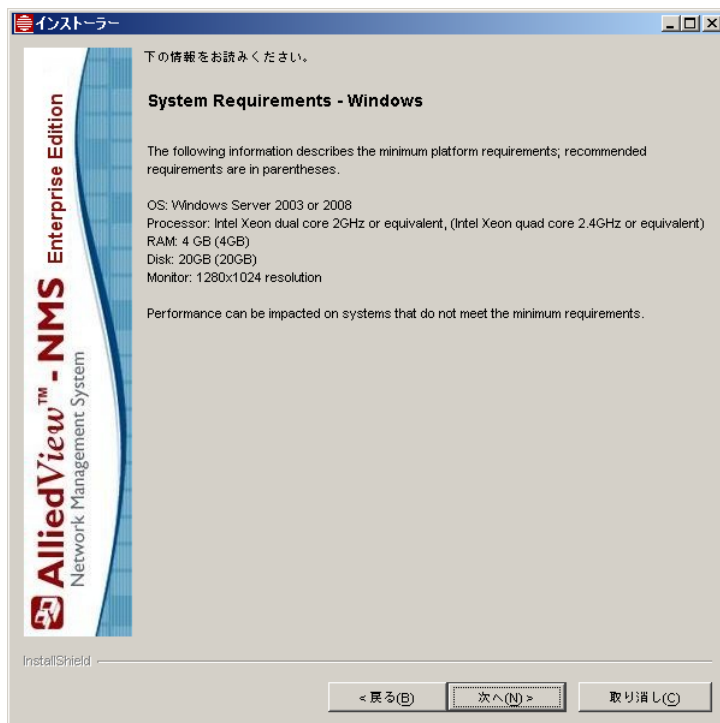 インストーラー
下の情報をお読みください。
System Requirements - Windows
The following information describes the minimum platform requirements; recommended
requirements are in parentheses.
OS: Windows Server 2003 or 2008
Processor: Intel Xeon dual core 2GHz or equivalent, (Intel Xeon quad core 2.4GHz or equivalent)
RAM: 4 GB (4GB)
Disk: 20GB (20GB)
Monitor: 1280x1024 resolution
Performance can be impacted on systems that do not meet the minimum requirements.
AlliedView™ - NMS Enterprise Edition
Network Management System
InstallShield
< 戻る(B)
次へ(N) >
取り消し(C)